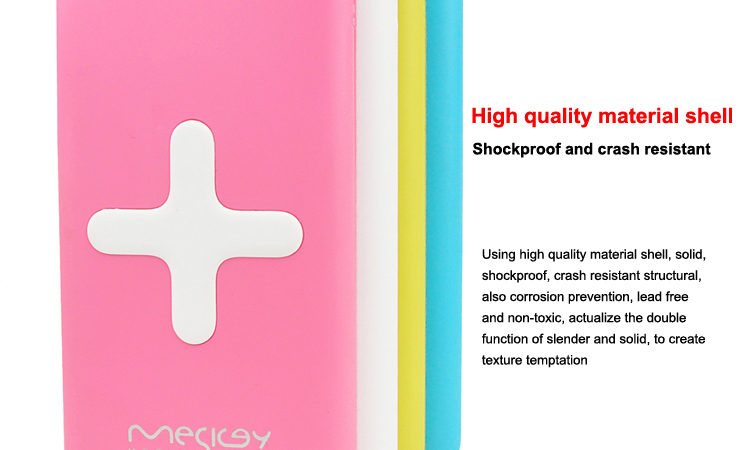 High quality material shell
Shockproof and crash resistant
Using high quality material shell, solid,
shockproof, crash resistant structural,
also corrosion prevention, lead free
and non-toxic, actualize the double
function of slender and solid, to create
texture temptation